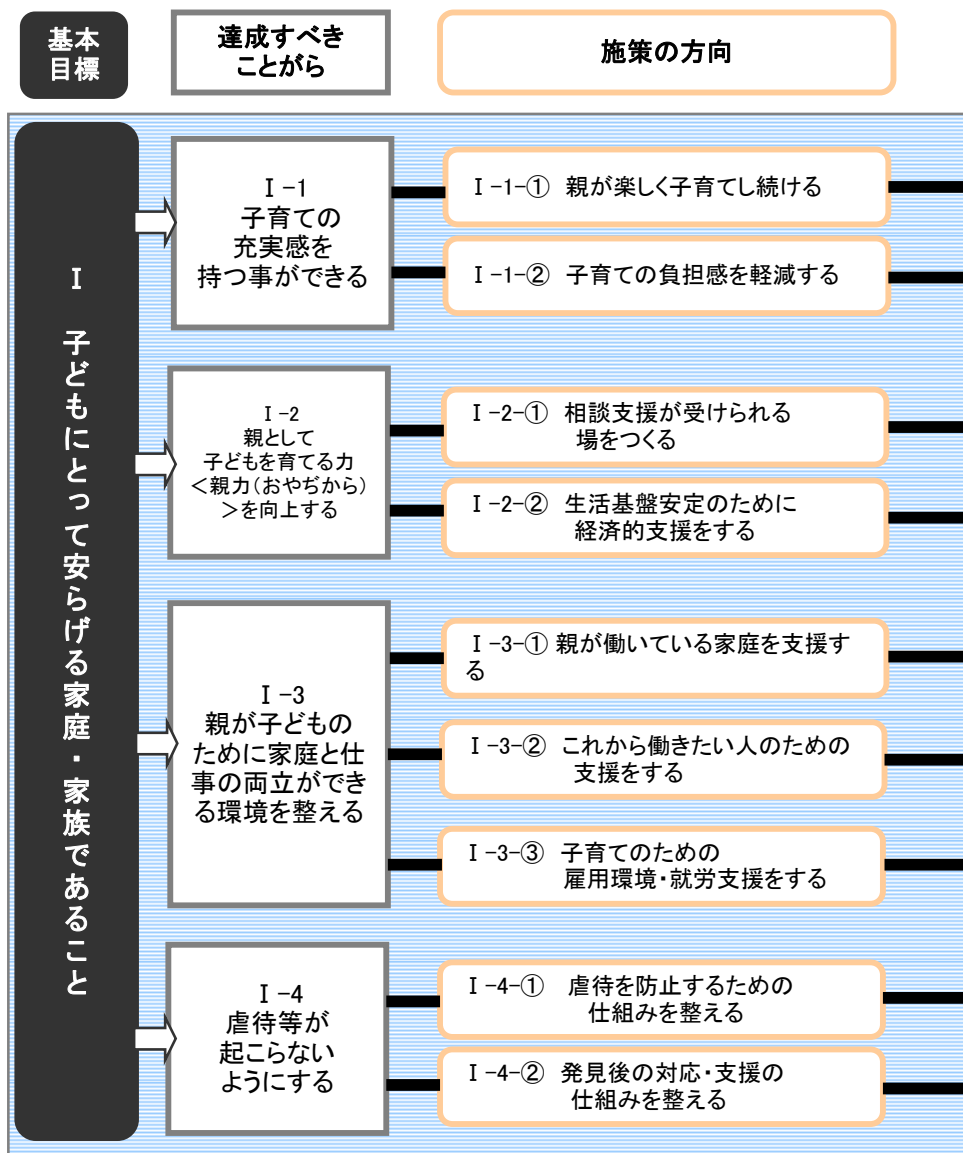 基本
目標
達成すべき
ことがら
施策の方向
Ⅰ 子どもにとって安らげる家庭・家族であること
Ⅰ-1
子育ての
充実感を
持つ事ができる
Ⅰ-1-① 親が楽しく子育てし続ける
Ⅰ-1-② 子育ての負担感を軽減する
Ⅰ-2
親として
子どもを育てる力
＜親力(おやぢから)
＞を向上する
Ⅰ-2-① 相談支援が受けられる
場をつくる
Ⅰ-2-② 生活基盤安定のために
経済的支援をする
Ⅰ-3
親が子どもの
ために家庭と仕
事の両立ができ
る環境を整える
Ⅰ-3-① 親が働いている家庭を支援す
る
Ⅰ-3-② これから働きたい人のための
支援をする
Ⅰ-3-③ 子育てのための
雇用環境・就労支援をする
Ⅰ-4
虐待等が
起こらない
ようにする
Ⅰ-4-① 虐待を防止するための
仕組みを整える
Ⅰ-4-② 発見後の対応・支援の
仕組みを整える